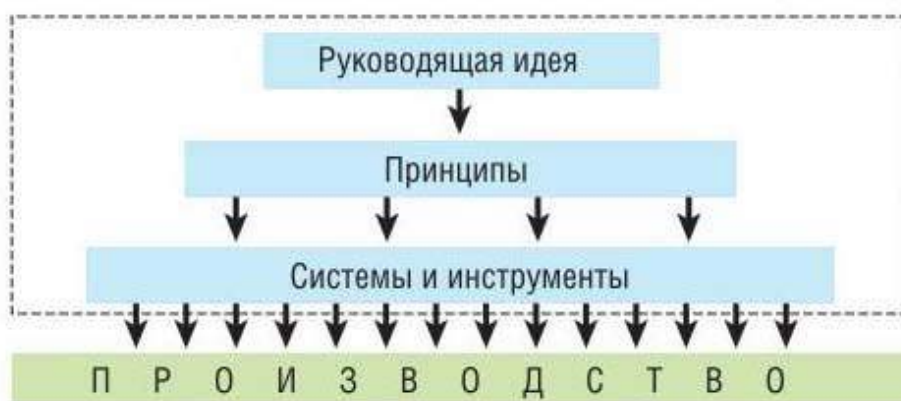 Руководящая идея
Принципы
Системы и инструменты
П Р О И З В О Д С Т В О